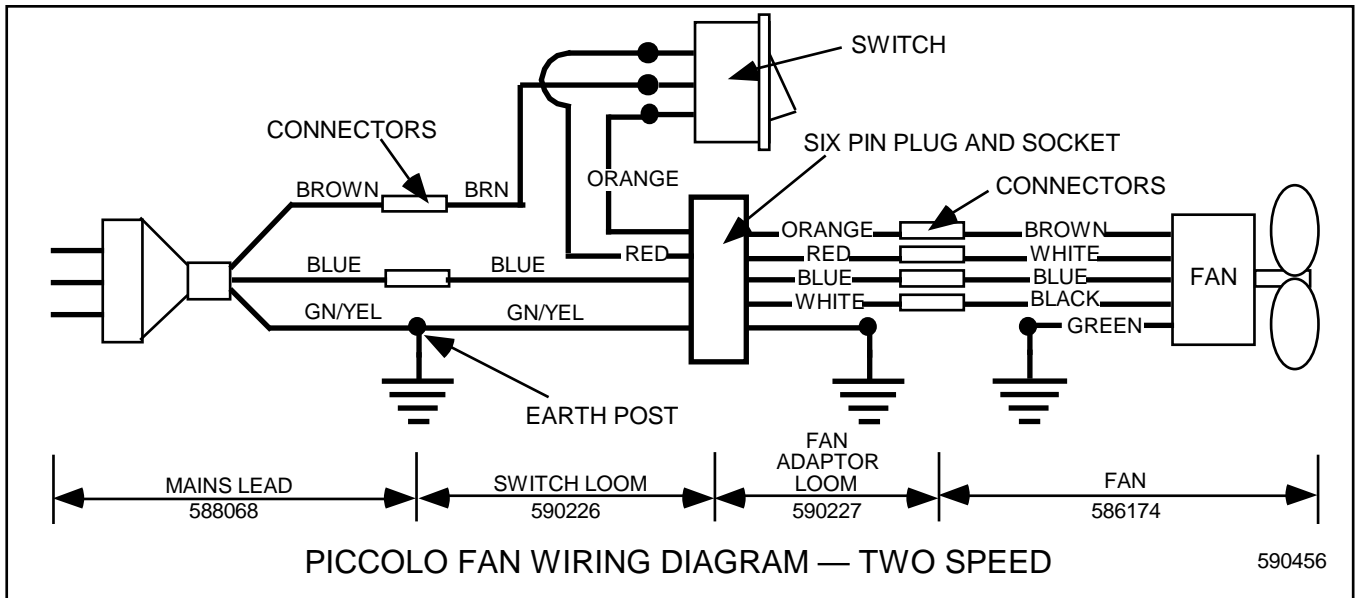 SWITCH
CONNECTORS
SIX PIN PLUG AND SOCKET
BROWN
BRN
ORANGE
CONNECTORS
ORANGE
BROWN
RED
RED
WHITE
BLUE
BLUE
BLUE
BLUE
FAN
WHITE
BLACK
GN/YEL
GN/YEL
GREEN
EARTH POST
MAINS LEAD
588068
SWITCH LOOM
590226
FAN
ADAPTOR
LOOM
590227
FAN
586174
PICCOLO FAN WIRING DIAGRAM — TWO SPEED
590456